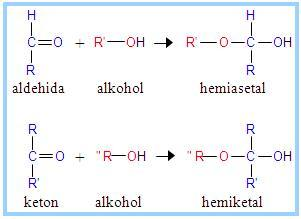 H H
C=O + R'—OH → R'—O—C—OH
R R
aldehida alkohol hemiasetal
R R
C=O + "R—OH → "R—O—C—OH
R' R'
keton alkohol hemiketal